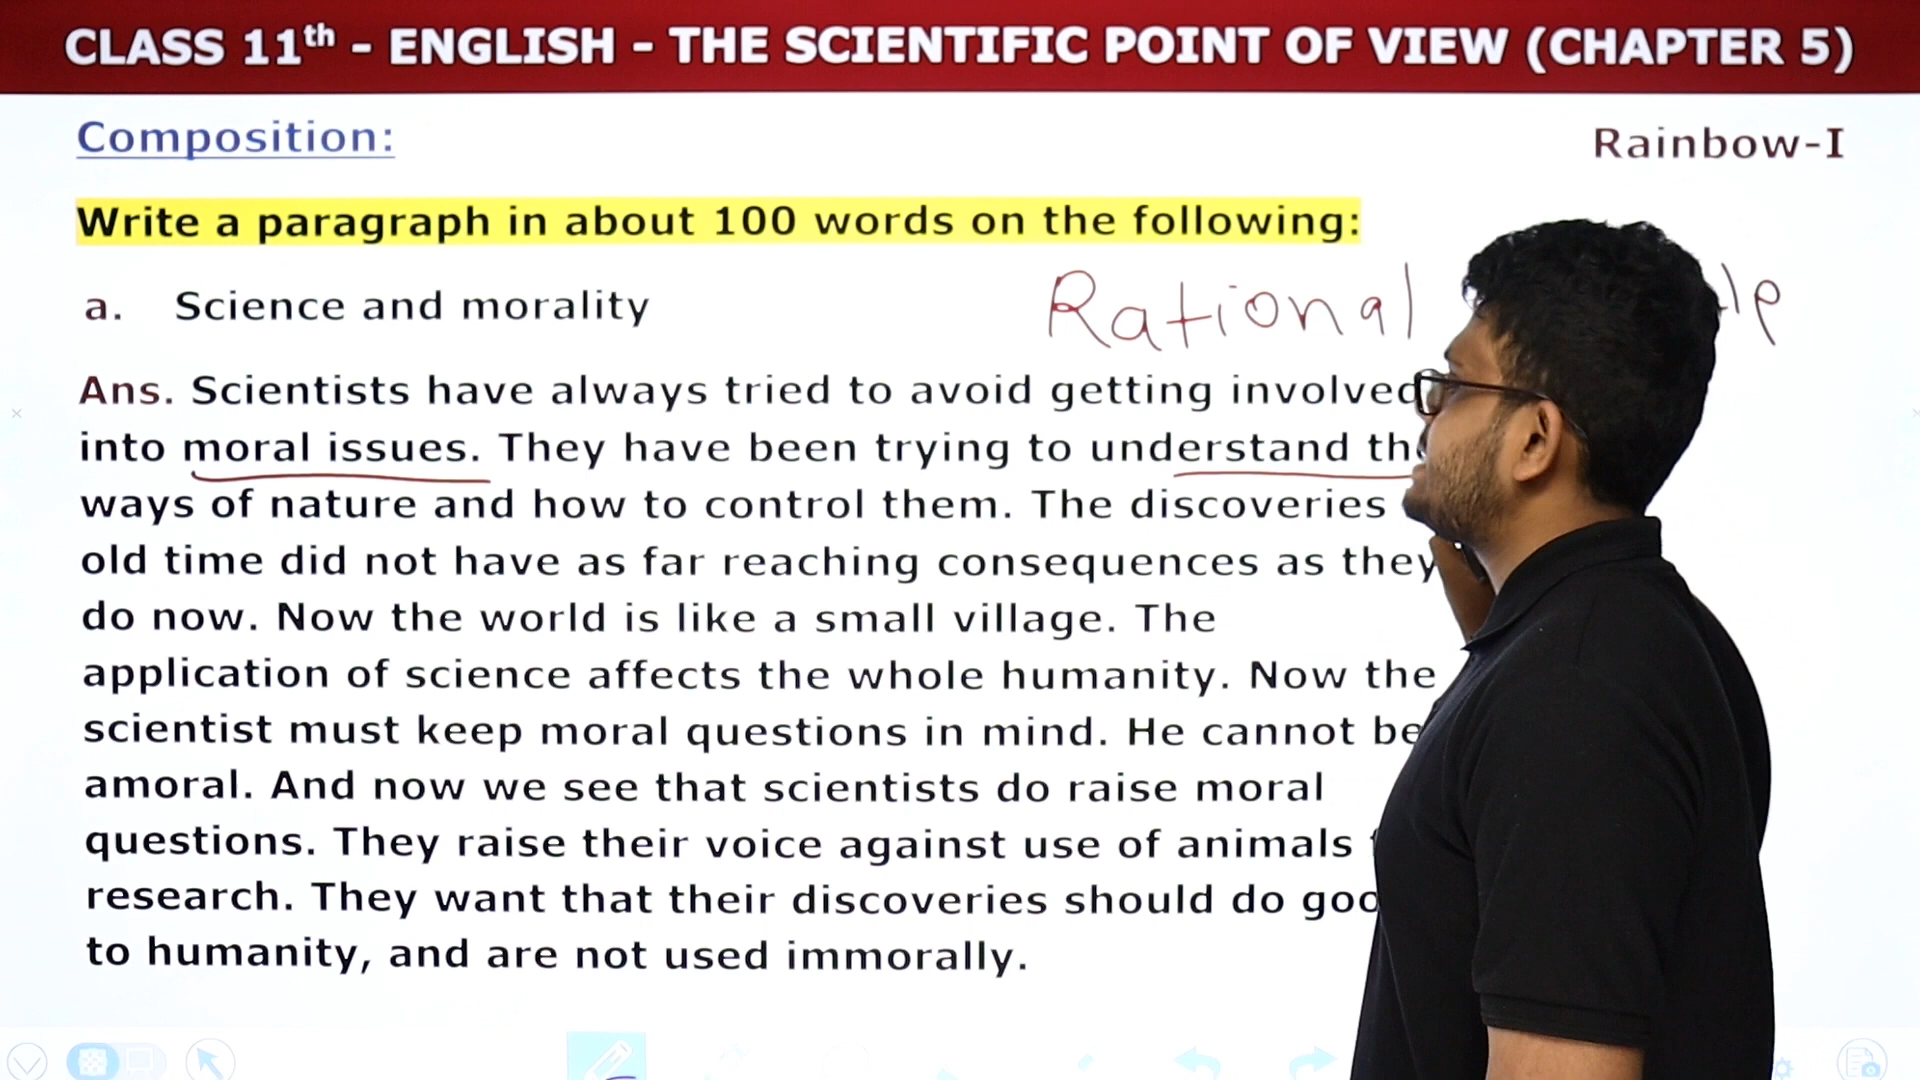 CLASS 11th - ENGLISH - THE SCIENTIFIC POINT OF VIEW (CHAPTER 5)
Composition:
Rainbow-I
Write a paragraph in about 100 words on the following:
a. Science and morality
Rational
Ans. Scientists have always tried to avoid getting involved
into moral issues. They have been trying to understand
ways of nature and how to control them. The discoveries
old time did not have as far reaching consequences as they
do now. Now the world is like a small village. The
application of science affects the whole humanity. Now the
scientist must keep moral questions in mind. He cannot be
amoral. And now we see that scientists do raise moral
questions. They raise their voice against use of animals
research. They want that their discoveries should do
to humanity, and are not used immorally.